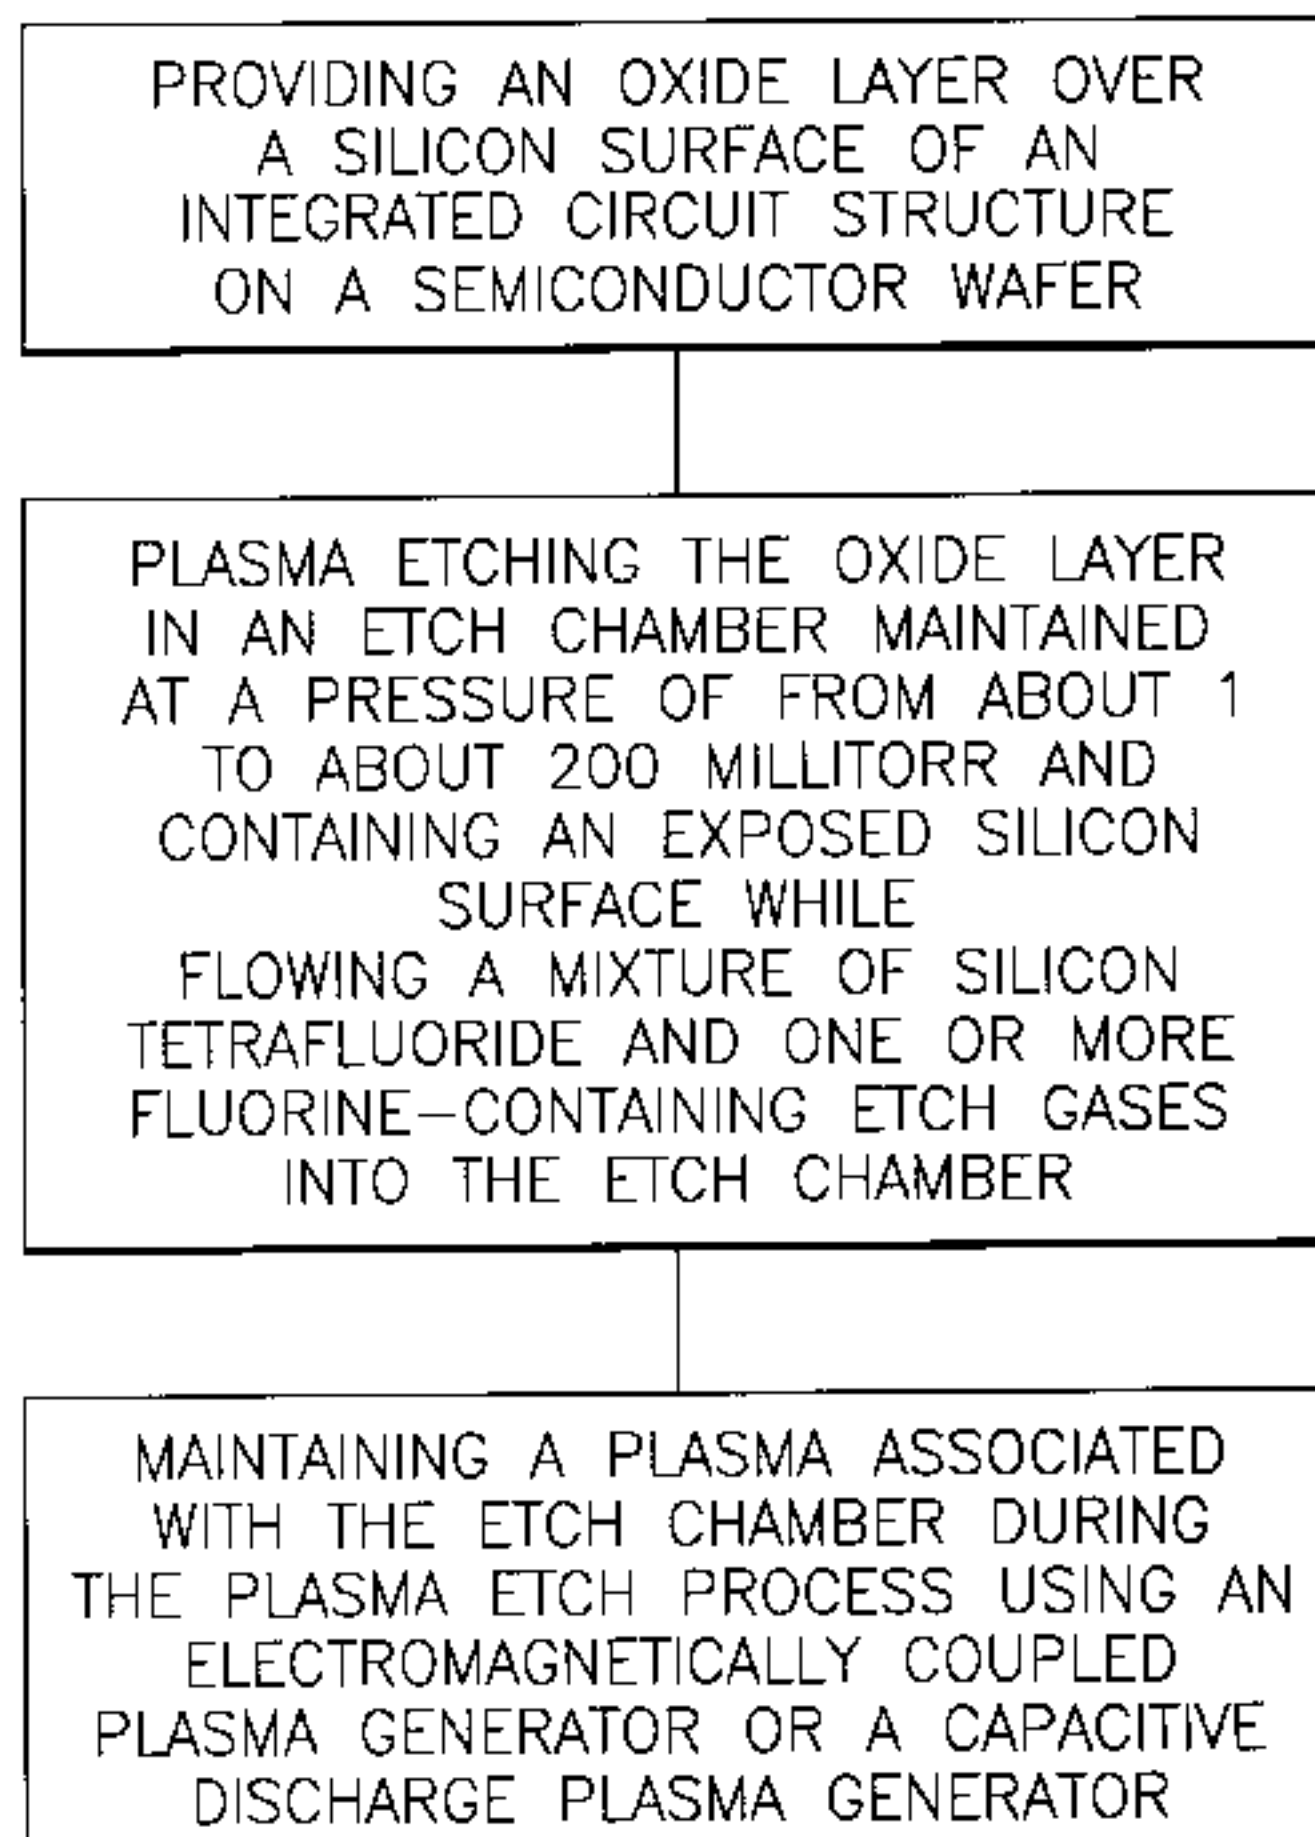 PROVIDING AN OXIDE LAYER OVER
A SILICON SURFACE OF AN
INTEGRATED CIRCUIT STRUCTURE
ON A SEMICONDUCTOR WAFER
PLASMA ETCHING THE OXIDE LAYER
IN AN ETCH CHAMBER MAINTAINED
AT A PRESSURE OF FROM ABOUT 1
TO ABOUT 200 MILLITORR AND
CONTAINING AN EXPOSED SILICON
SURFACE WHILE
FLOWING A MIXTURE OF SILICON
TETRAFLUORIDE AND ONE OR MORE
FLUORINE-CONTAINING ETCH GASES
INTO THE ETCH CHAMBER
MAINTAINING A PLASMA ASSOCIATED
WITH THE ETCH CHAMBER DURING
THE PLASMA ETCH PROCESS USING AN
ELECTROMAGNETICALLY COUPLED
PLASMA GENERATOR OR A CAPACITIVE
DISCHARGE PLASMA GENERATOR